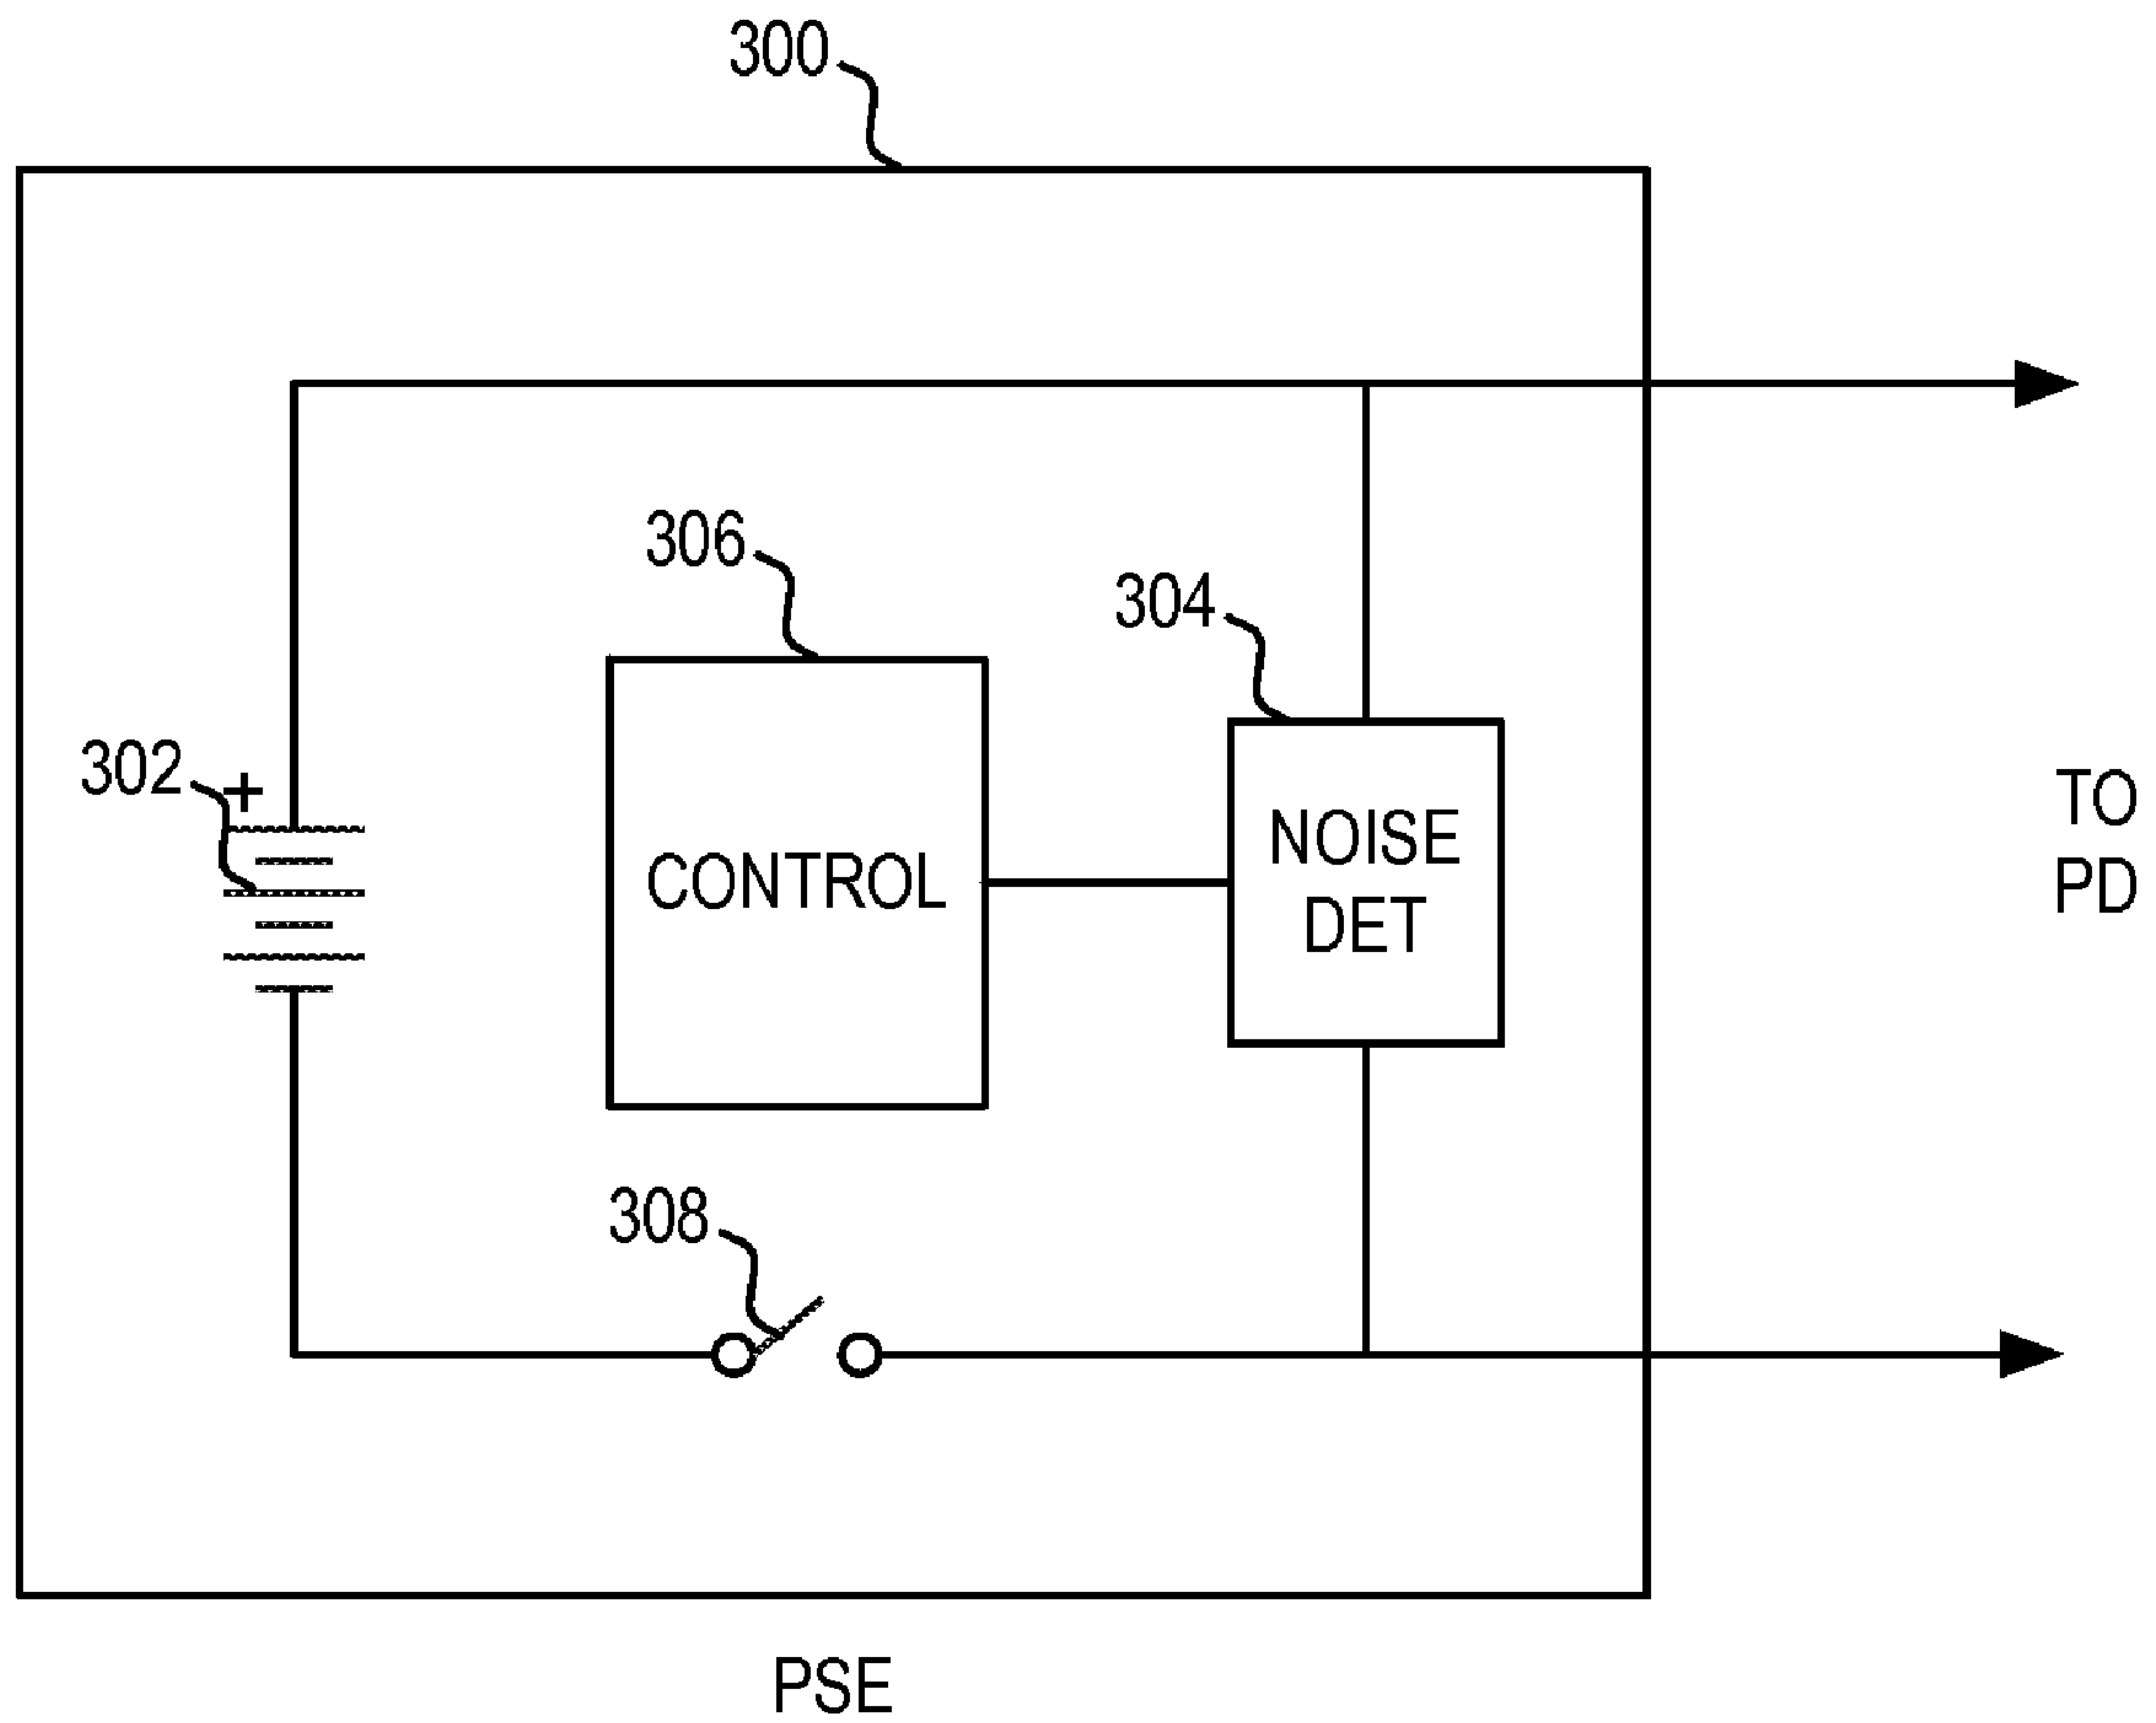 300
306
304
302
+
CONTROL
NOISE
DET
TO
PD
308
PSE